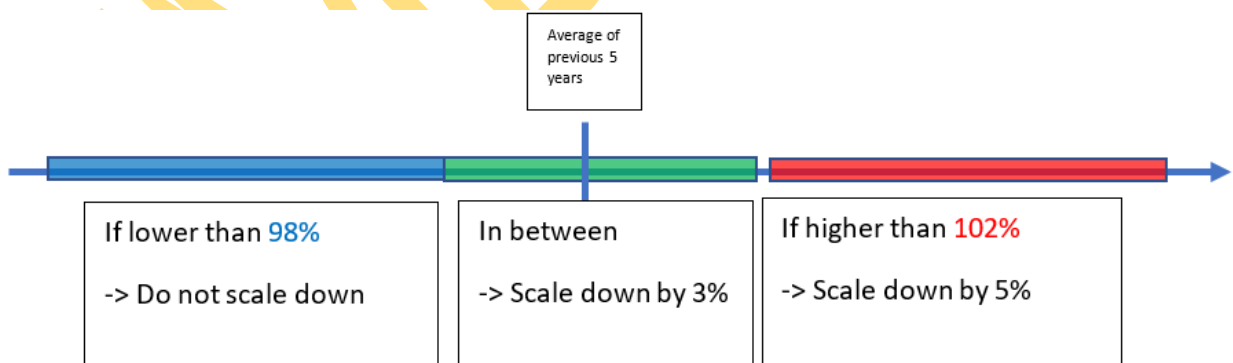 Average of
previous 5
years
If lower than 98%
-> Do not scale down
In between
-> Scale down by 3%
If higher than 102%
-> Scale down by 5%